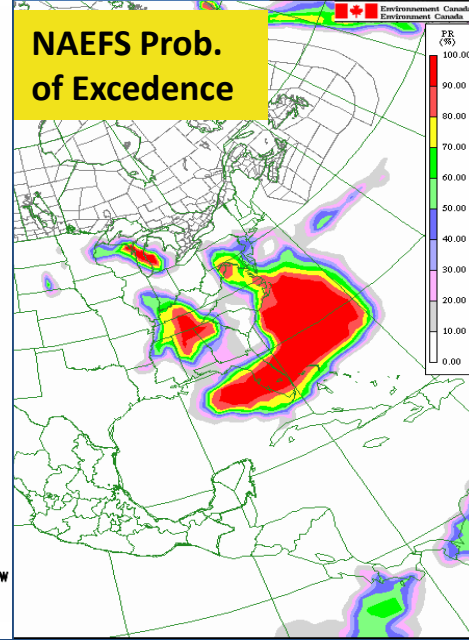 NAEFS Prob.
of Excedence
Environnement Canada
Environment Canada
PR
(%)
100.00
90.00
80.00
70.00
60.00
50.00
40.00
30.00
20.00
10.00
0.00
W